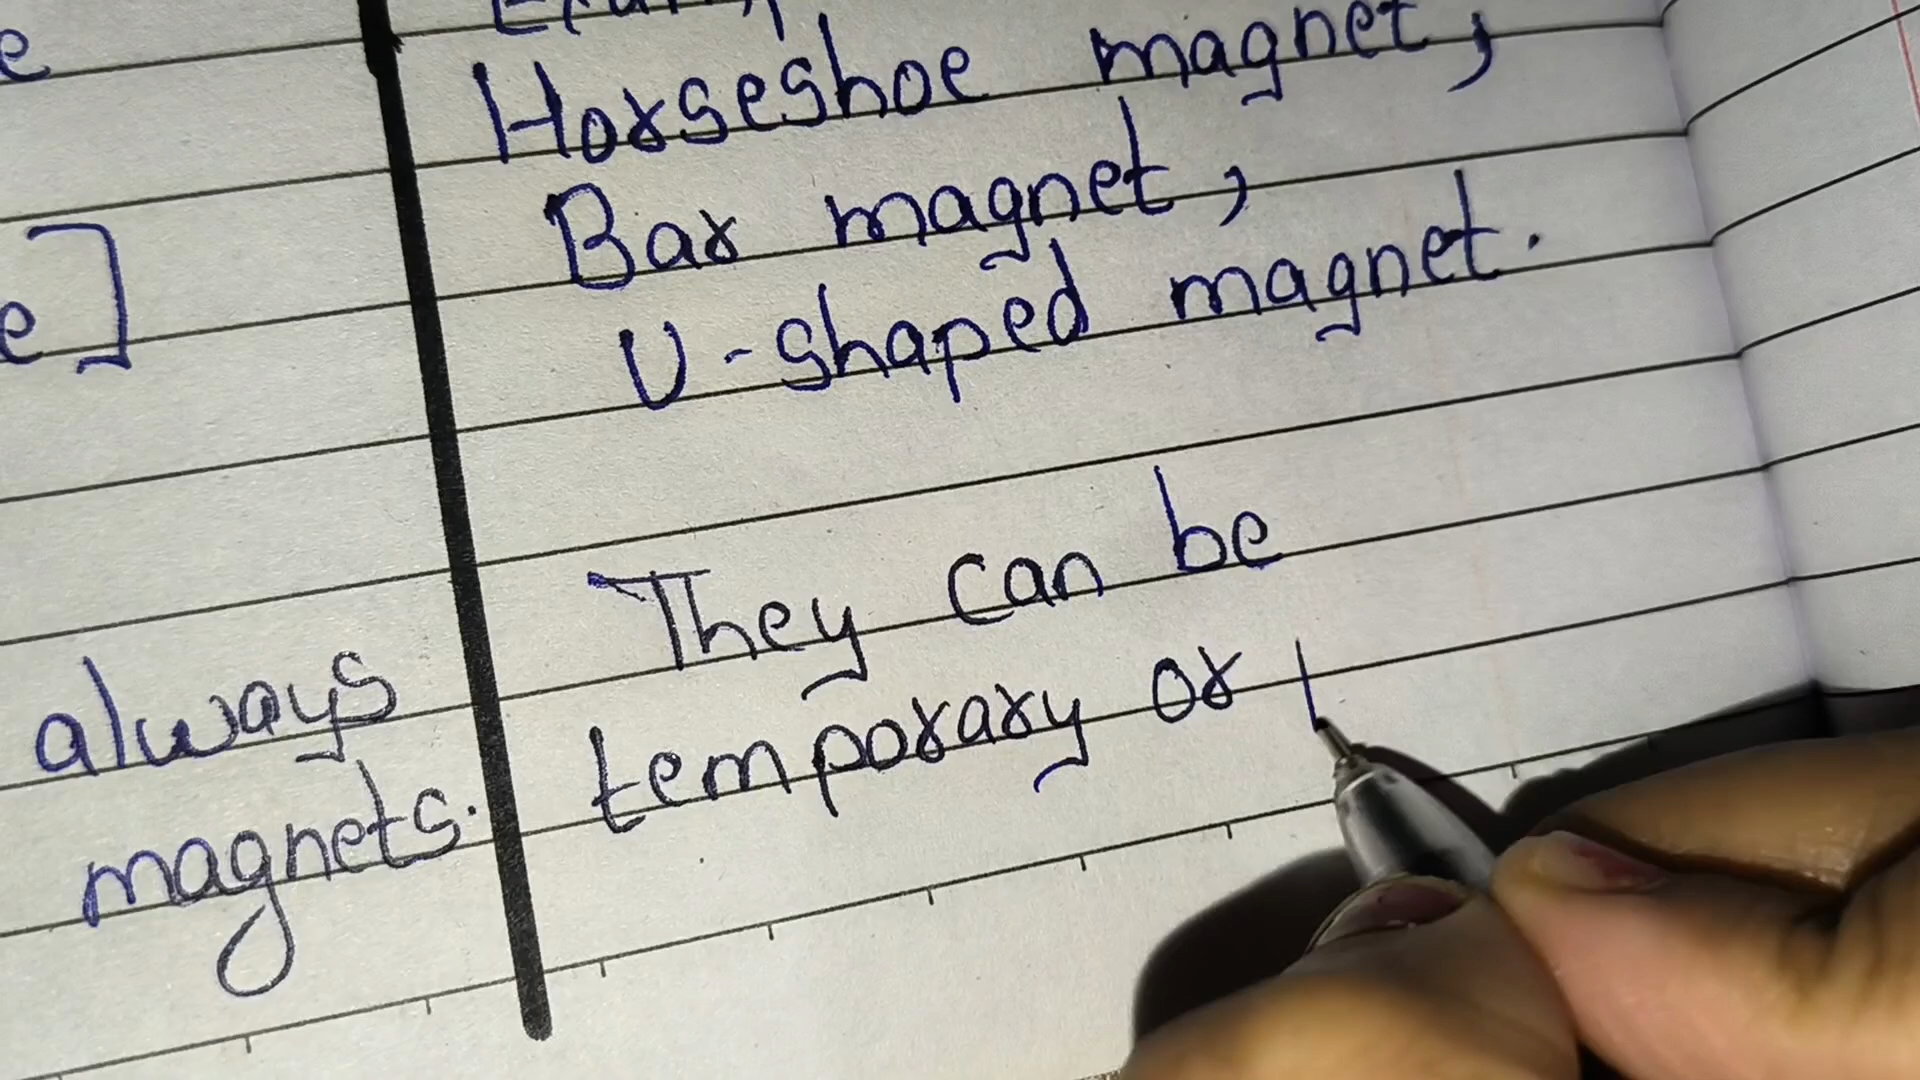 e
e]
always
magnets.
Horseshoe magnet,
Bar magnet,
U-shaped magnet.
They can be
temporary or